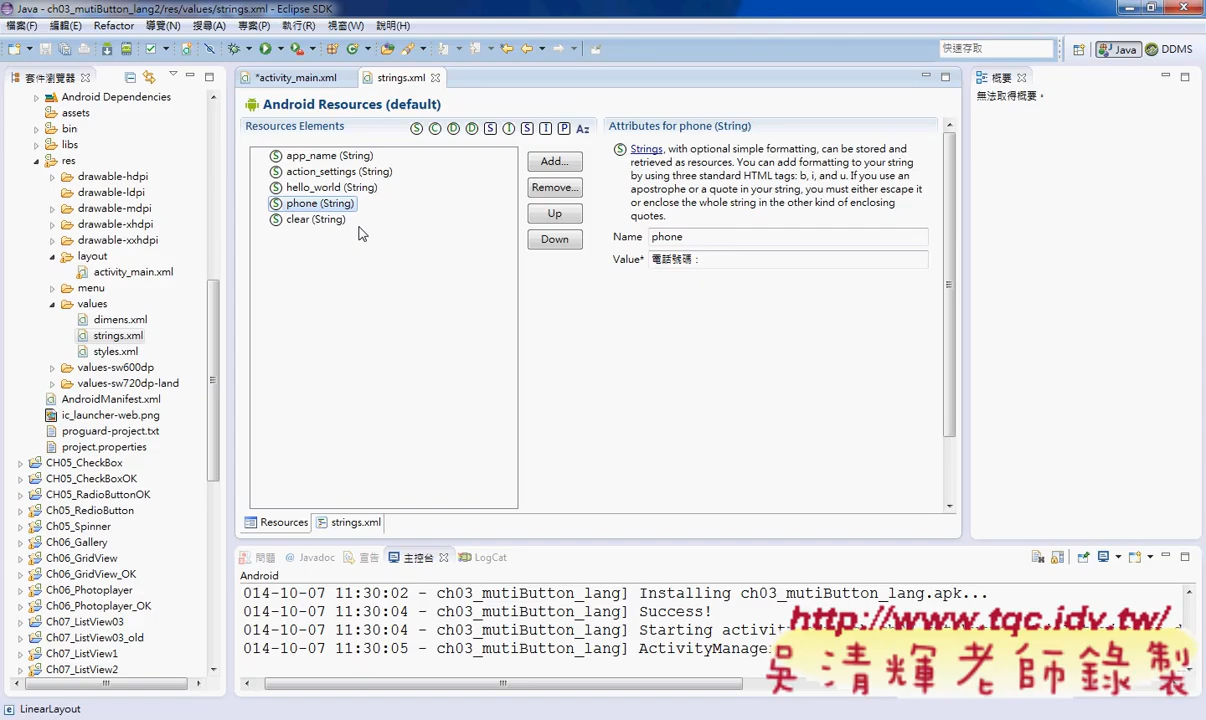 Java - ch03_mutiButton_lang2/res/values/strings.xml - Eclipse SDK
檔案(F) 編輯(E) Refactor 導覽(N) 搜尋(A) 專案(P) 執行(R) 視窗(W) 說明(H)
快速存取
Java
DDMS
套件瀏覽器
Android Dependencies
assets
bin
libs
res
drawable-hdpi
drawable-ldpi
drawable-mdpi
drawable-xhdpi
drawable-xxhdpi
layout
activity_main.xml
menu
values
dimens.xml
strings.xml
styles.xml
values-sw600dp
values-sw720dp-land
AndroidManifest.xml
ic_launcher-web.png
proguard-project.txt
project.properties
CH05_CheckBox
CH05_CheckBoxOK
CH05_RadioButtonOK
CH05_RedioButton
CH05_Spinner
Ch06_Gallery
Ch06_GridView
Ch06_GridView_OK
Ch06_Photoplayer
Ch06_Photoplayer_OK
Ch07_ListView03
Ch07_ListView03_old
Ch07_ListView1
Ch07_ListView2
*activity_main.xml
strings.xml
Android Resources (default)
Resources Elements
S C D D S I S I P Az
app_name (String)
action_settings (String)
hello_world (String)
phone (String)
clear (String)
Add...
Remove...
Up
Down
Attributes for phone (String)
Strings, with optional simple formatting, can be stored and
retrieved as resources. You can add formatting to your string
by using three standard HTML tags: b, i, and u. If you use an
apostrophe or a quote in your string, you must either escape it
or enclose the whole string in the other kind of enclosing
quotes.
Name phone
Value* 電話號碼：
Resources strings.xml
概要
無法取得概要。
問題 @ Javadoc 宣告 主控台 LogCat
Android
014-10-07 11:30:02 - ch03_mutiButton_lang] Installing ch03_mutiButton_lang.apk...
014-10-07 11:30:04 - ch03_mutiButton_lang] Success!
014-10-07 11:30:04 - ch03_mutiButton_lang] Starting activi
014-10-07 11:30:05 - ch03_mutiButton_lang] ActivityManage
http://www.tqc.idv.tw/
吳清輝老師錄製
LinearLayout